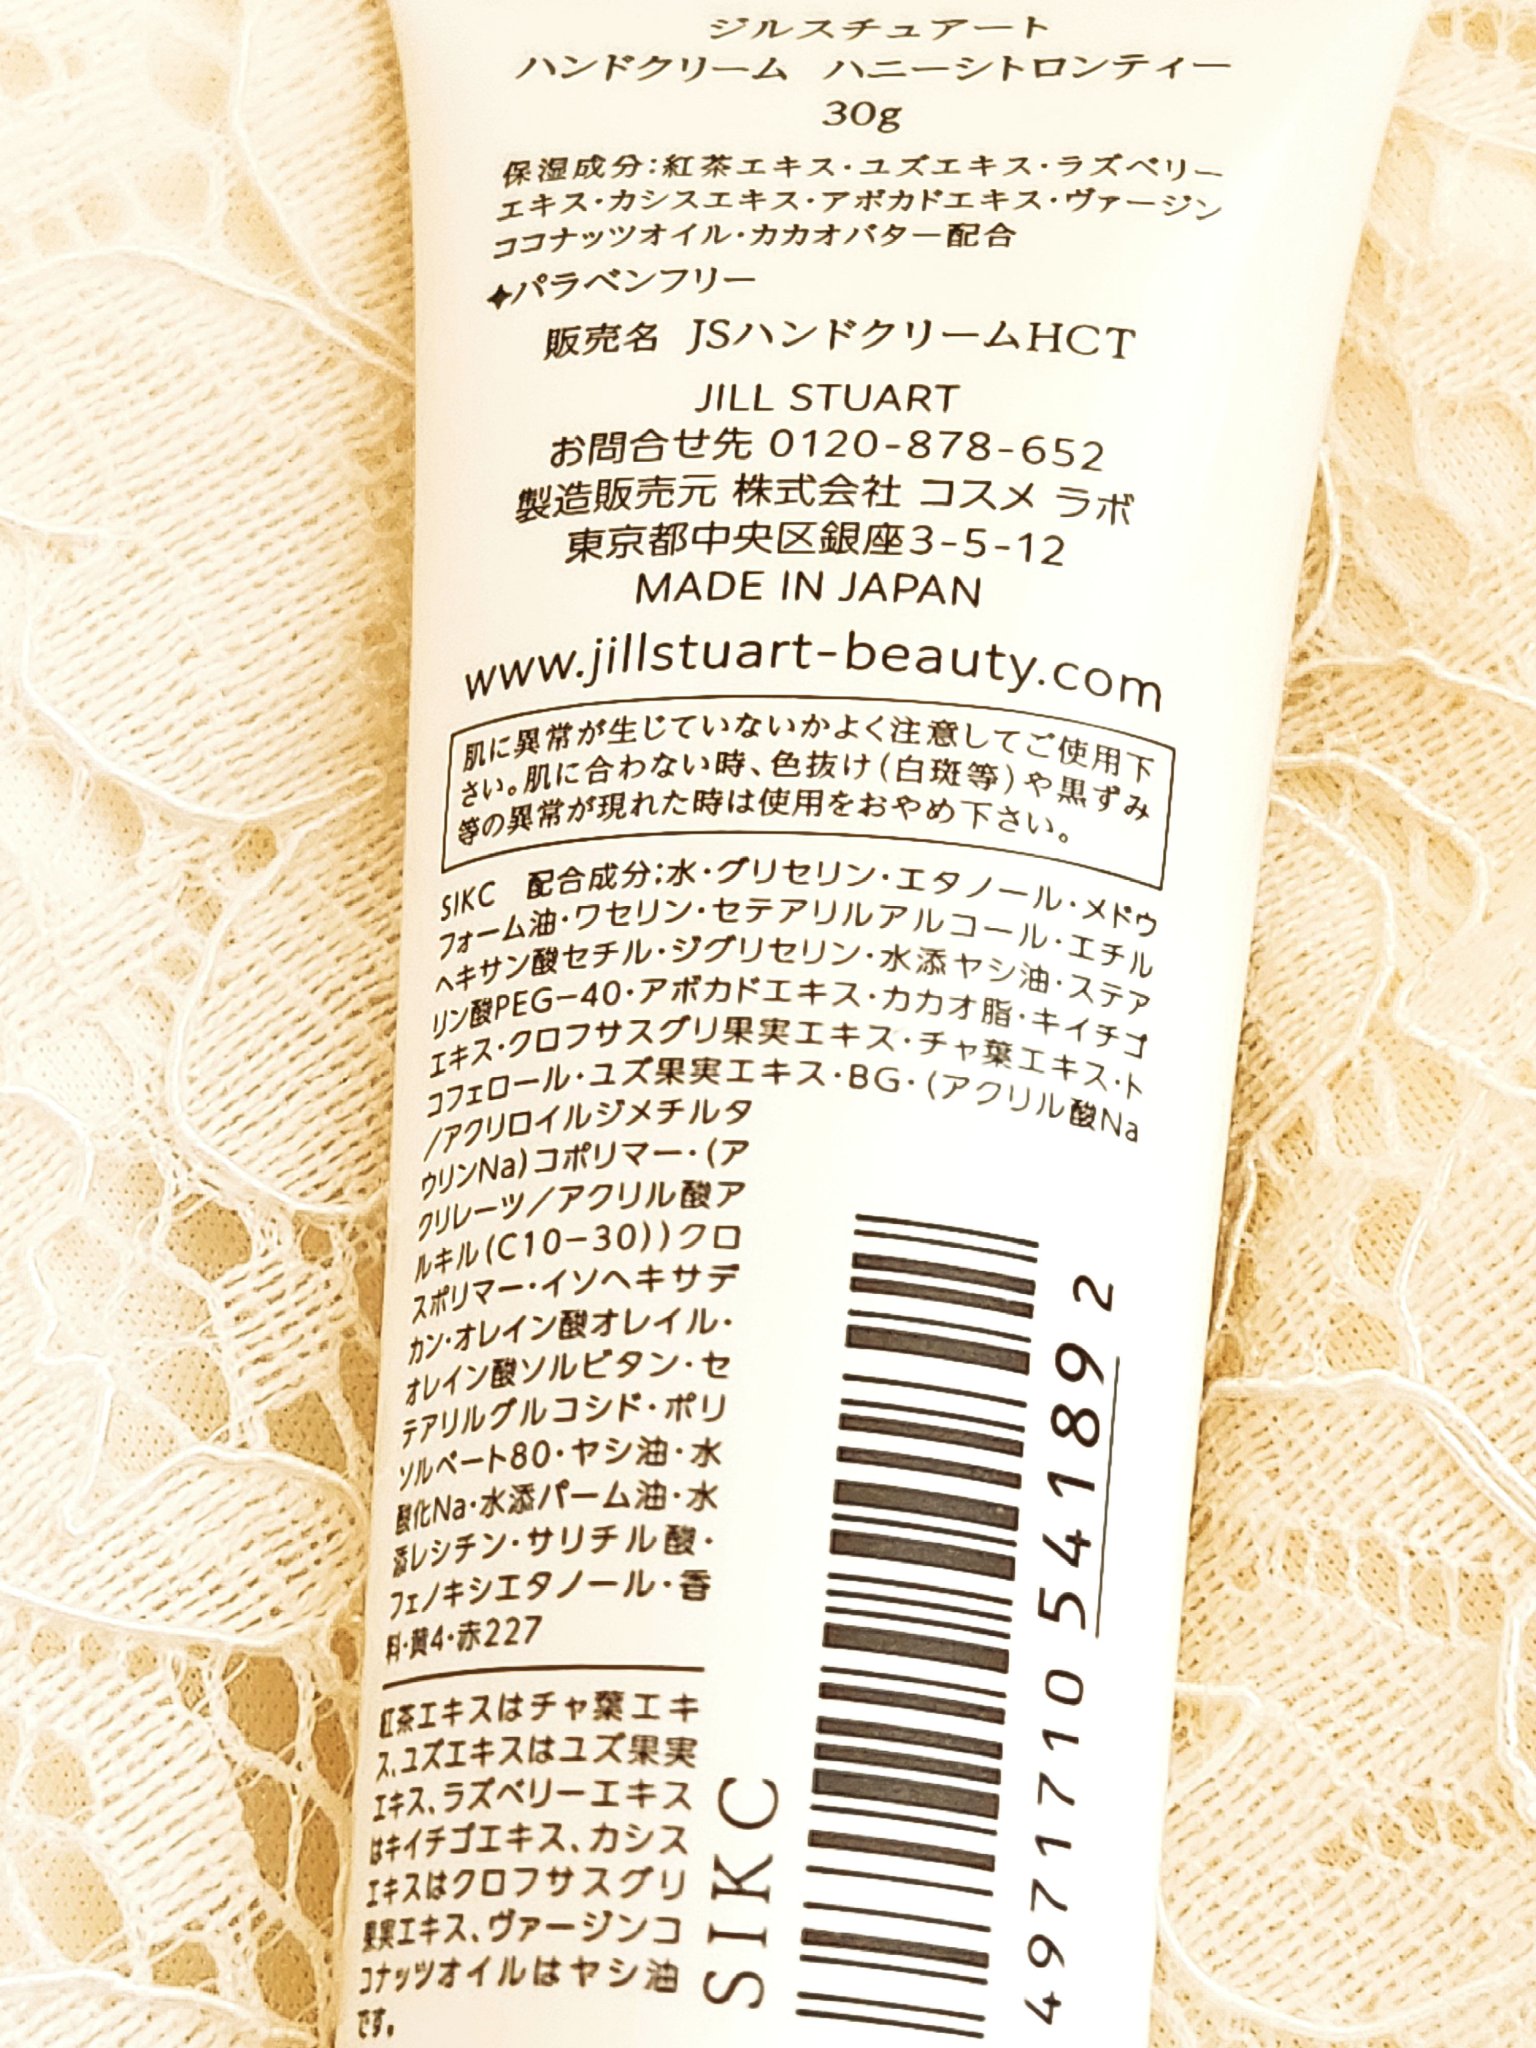 ジルスチュアート
ハンドクリーム ハニーシトロンティー
30g
保湿成分：紅茶エキス・ユズエキス・ラズベリー
エキス・カシスエキス・アボカドエキス・ヴァージン
ココナッツオイル・カカオバター配合
✦パラベンフリー
販売名 JSハンドクリームHCT
JILL STUART
お問合せ先 0120-878-652
製造販売元 株式会社 コスメ ラボ
東京都中央区銀座3-5-12
MADE IN JAPAN
www.jillstuart-beauty.com
肌に異常が生じていないかよく注意してご使用下
さい。肌に合わない時、色抜け(白斑等)や黒ずみ
等の異常が現れた時は使用をおやめ下さい。
SIKC 配合成分：水・グリセリン・エタノール・メドウ
フォーム油・ワセリン・セテアリルアルコール・エチル
ヘキサン酸セチル・ジグリセリン・水添ヤシ油・ステア
リン酸PEG-40・アボカドエキス・カカオ脂・キイチゴ
エキス・クロフサスグリ果実エキス・チャ葉エキス・ト
コフェロール・ユズ果実エキス・BG・(アクリル酸Na
/アクリロイルジメチルタ
ウリンNa)コポリマー・(ア
クリレーツ/アクリル酸ア
ルキル(C10-30))クロ
スポリマー・イソヘキサデ
カン・オレイン酸オレイル・
オレイン酸ソルビタン・セ
テアリルグルコシド・ポリ
ソルベート80・ヤシ油・水
酸化Na・水添パーム油・水
添レシチン・サリチル酸・
フェノキシエタノール・香
料・黄4・赤227
紅茶エキスはチャ葉エキ
ス、ユズエキスはユズ果実
エキス、ラズベリーエキス
はキイチゴエキス、カシス
エキスはクロフサスグリ
果実エキス、ヴァージンコ
コナッツオイルはヤシ油
です。
SIKC
4971710 541892